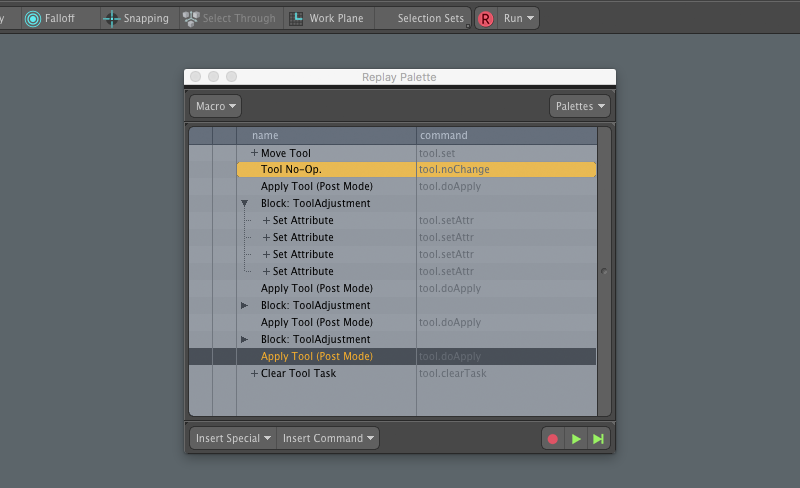 y Falloff Snapping Select Through Work Plane Selection Sets R Run
Replay Palette
Macro Palettes
name command
+ Move Tool tool.set
Tool No-Op. tool.noChange
Apply Tool (Post Mode) tool.doApply
Block: ToolAdjustment
+ Set Attribute tool.setAttr
+ Set Attribute tool.setAttr
+ Set Attribute tool.setAttr
+ Set Attribute tool.setAttr
Apply Tool (Post Mode) tool.doApply
Block: ToolAdjustment
Apply Tool (Post Mode) tool.doApply
Block: ToolAdjustment
Apply Tool (Post Mode) tool.doApply
+ Clear Tool Task tool.clearTask
Insert Special Insert Command